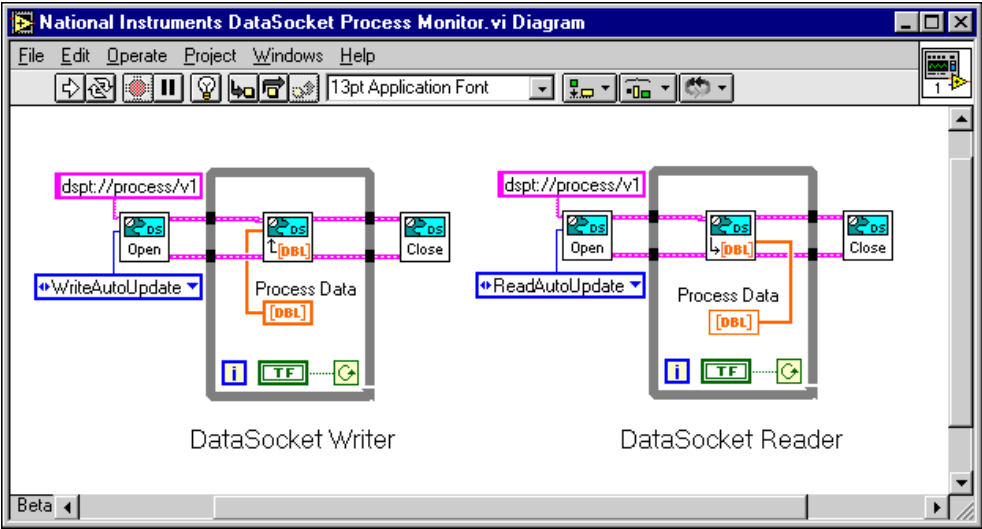 National Instruments DataSocket Process Monitor.vi Diagram
File Edit Operate Project Windows Help
13pt Application Font
1
dspt://process/v1
dspt://process/v1
DS
Open
DS
[DBL]
DS
Close
DS
Open
DS
[DBL]
DS
Close
WriteAutoUpdate
ReadAutoUpdate
Process Data
[DBL]
Process Data
[DBL]
i
TF
i
TF
DataSocket Writer
DataSocket Reader
Beta